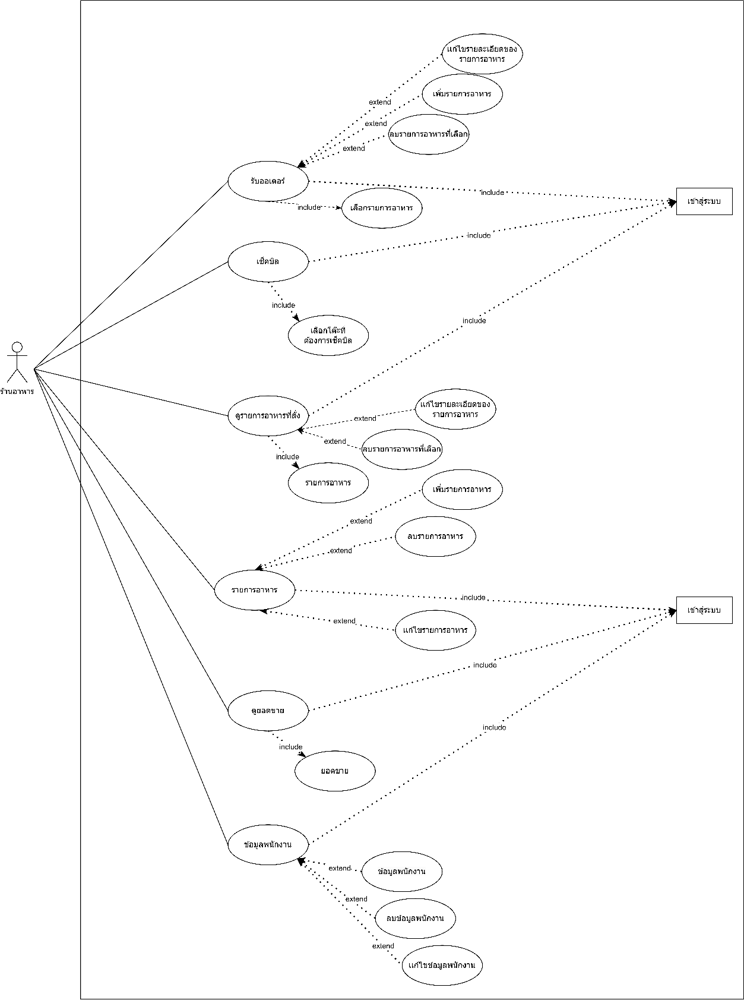 แก้ไขรายละเอียดของ
รายการอาหาร
เพิ่มรายการอาหาร
extend
extend
ลบรายการอาหารที่เลือก
extend
รับออเดอร์
include
เข้าสู่ระบบ
include
เลือกรายการอาหาร
include
เช็คบิล
include
include
เลือกโต๊ะที่
ต้องการเช็คบิล
ร้านอาหาร
แก้ไขรายละเอียดของ
รายการอาหาร
ดูรายการอาหารที่สั่ง
extend
extend
ลบรายการอาหารที่เลือก
include
รายการอาหาร
เพิ่มรายการอาหาร
extend
ลบรายการอาหาร
extend
รายการอาหาร
include
เข้าสู่ระบบ
extend
แก้ไขรายการอาหาร
include
ดูยอดขาย
include
include
ยอดขาย
ข้อมูลพนักงาน
extend
ข้อมูลพนักงาน
extend
ลบข้อมูลพนักงาน
extend
แก้ไขข้อมูลพนักงาน